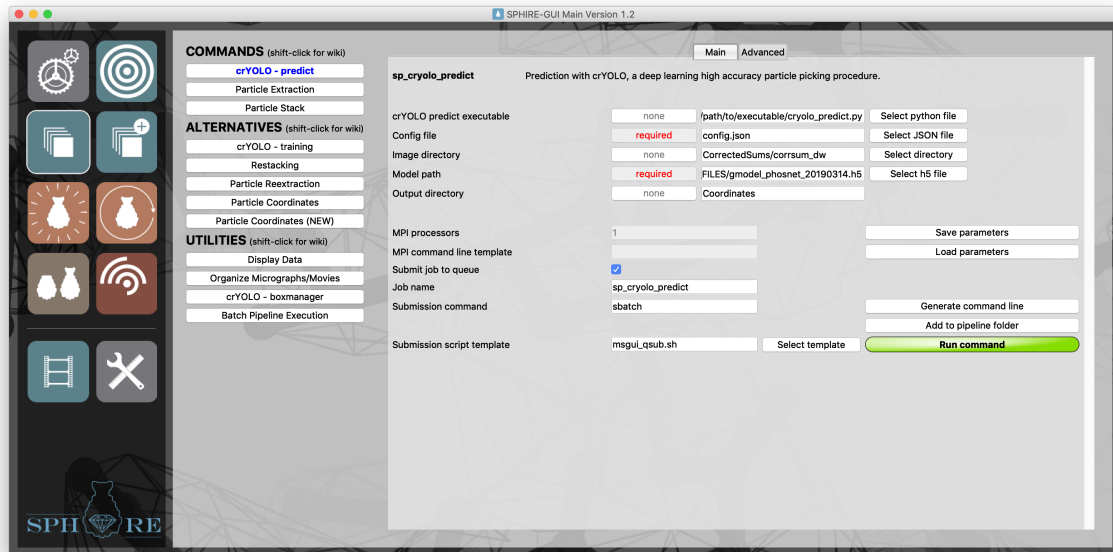 SPHIRE-GUI Main Version 1.2
COMMANDS (shift-click for wiki)
crYOLO - predict
Particle Extraction
Particle Stack
ALTERNATIVES (shift-click for wiki)
crYOLO - training
Restacking
Particle Reextraction
Particle Coordinates
Particle Coordinates (NEW)
UTILITIES (shift-click for wiki)
Display Data
Organize Micrographs/Movies
crYOLO - boxmanager
Batch Pipeline Execution
Main Advanced
sp_cryolo_predict Prediction with crYOLO, a deep learning high accuracy particle picking procedure.
crYOLO predict executable none /path/to/executable/cryolo_predict.py Select python file
Config file required config.json Select JSON file
Image directory none CorrectedSums/corrsum_dw Select directory
Model path required FILES/gmodel_phosnet_20190314.h5 Select h5 file
Output directory none Coordinates
MPI processors 1 Save parameters
MPI command line template Load parameters
Submit job to queue
Job name sp_cryolo_predict
Submission command sbatch Generate command line
Add to pipeline folder
Submission script template msgui_qsub.sh Select template Run command
SPHIRE